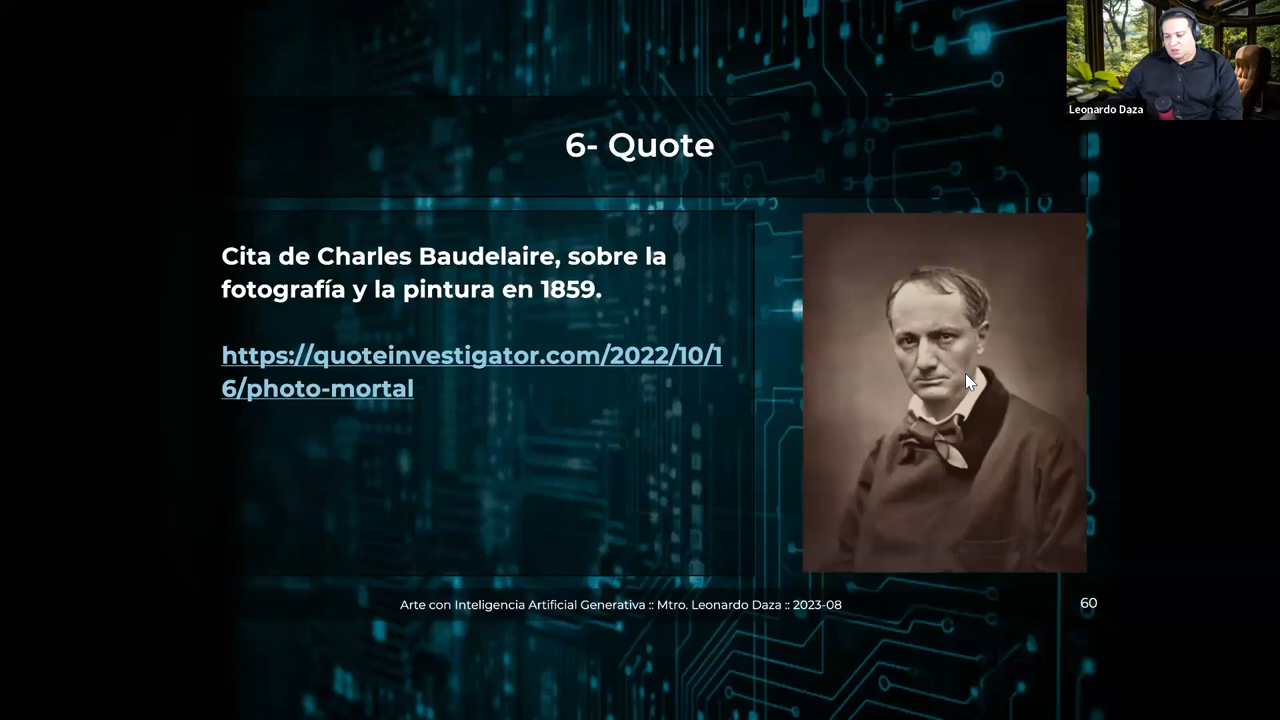 Leonardo Daza
6- Quote
Cita de Charles Baudelaire, sobre la
fotografía y la pintura en 1859.
https://quoteinvestigator.com/2022/10/1
6/photo-mortal
Arte con Inteligencia Artificial Generativa :: Mtro. Leonardo Daza :: 2023-08
60